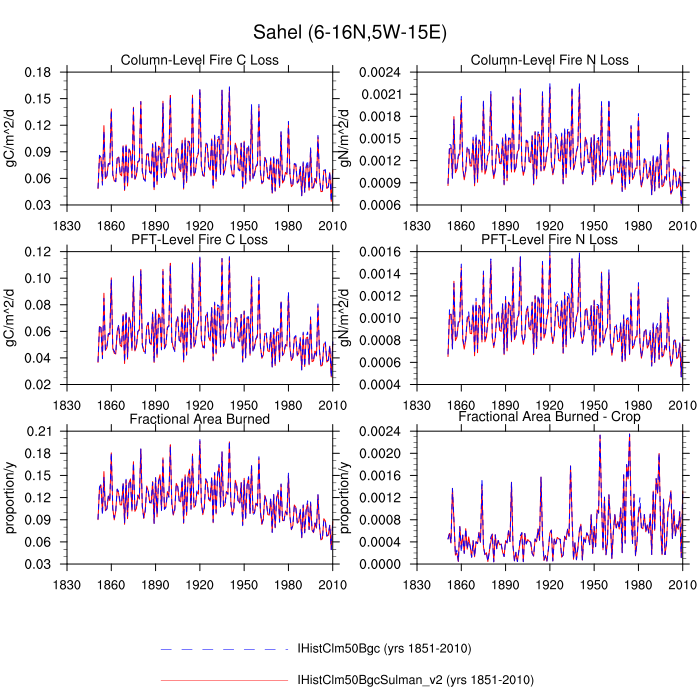 Sahel (6-16N,5W-15E)
Column-Level Fire C Loss
Column-Level Fire N Loss
gC/m^2/d
0.18
0.15
0.12
0.09
0.06
0.03
1830 1860 1890 1920 1950 1980 2010
gN/m^2/d
0.0024
0.0021
0.0018
0.0015
0.0012
0.0009
0.0006
1830 1860 1890 1920 1950 1980 2010
PFT-Level Fire C Loss
PFT-Level Fire N Loss
gC/m^2/d
0.12
0.10
0.08
0.06
0.04
0.02
1830 1860 1890 1920 1950 1980 2010
gN/m^2/d
0.0016
0.0014
0.0012
0.0010
0.0008
0.0006
0.0004
1830 1860 1890 1920 1950 1980 2010
Fractional Area Burned
Fractional Area Burned - Crop
proportion/y
0.21
0.18
0.15
0.12
0.09
0.06
0.03
1830 1860 1890 1920 1950 1980 2010
proportion/y
0.0024
0.0020
0.0016
0.0012
0.0008
0.0004
0.0000
1830 1860 1890 1920 1950 1980 2010
IHistClm50Bgc (yrs 1851-2010)
IHistClm50BgcSulman_v2 (yrs 1851-2010)